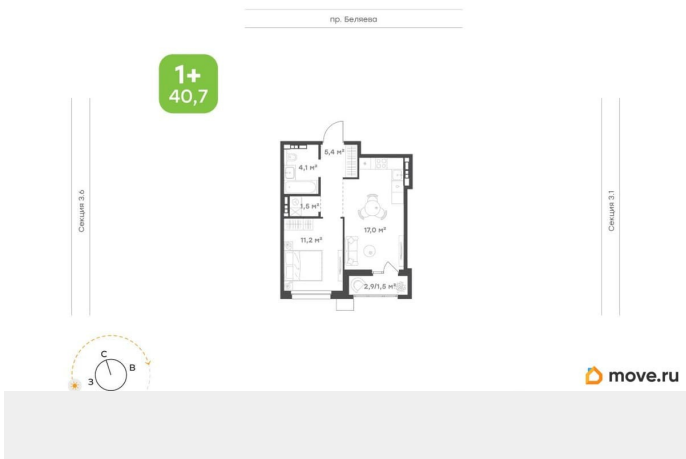 пр. Беляева
1+
40,7
5,4 м²
4,1 м²
1,5 м²
17,0 м²
11,2 м²
2,9/1,5 м²
Секция 3.6
Секция 3.1
С
В
З
move.ru